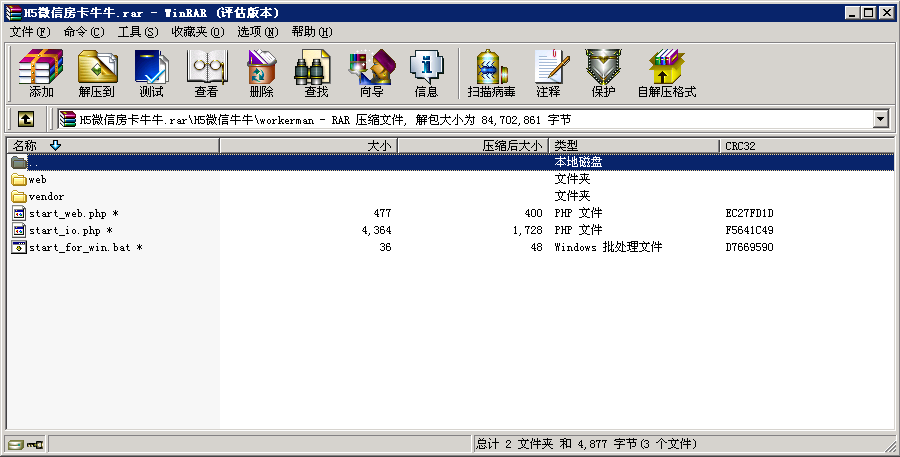 H5微信房卡牛牛.rar - WinRAR (评估版本)
文件(F) 命令(C) 工具(S) 收藏夹(O) 选项(N) 帮助(H)
添加 解压到 测试 查看 删除 查找 向导 信息 扫描病毒 注释 保护 自解压格式
H5微信房卡牛牛.rar\H5微信牛牛\workerman - RAR 压缩文件, 解包大小为 84,702,861 字节
名称 大小 压缩后大小 类型 CRC32
.. 本地磁盘
web 文件夹
vendor 文件夹
start_web.php * 477 400 PHP 文件 EC27FD1D
start_io.php * 4,364 1,728 PHP 文件 F5641C49
start_for_win.bat * 36 48 Windows 批处理文件 D7669590
总计 2 文件夹 和 4,877 字节(3 个文件)